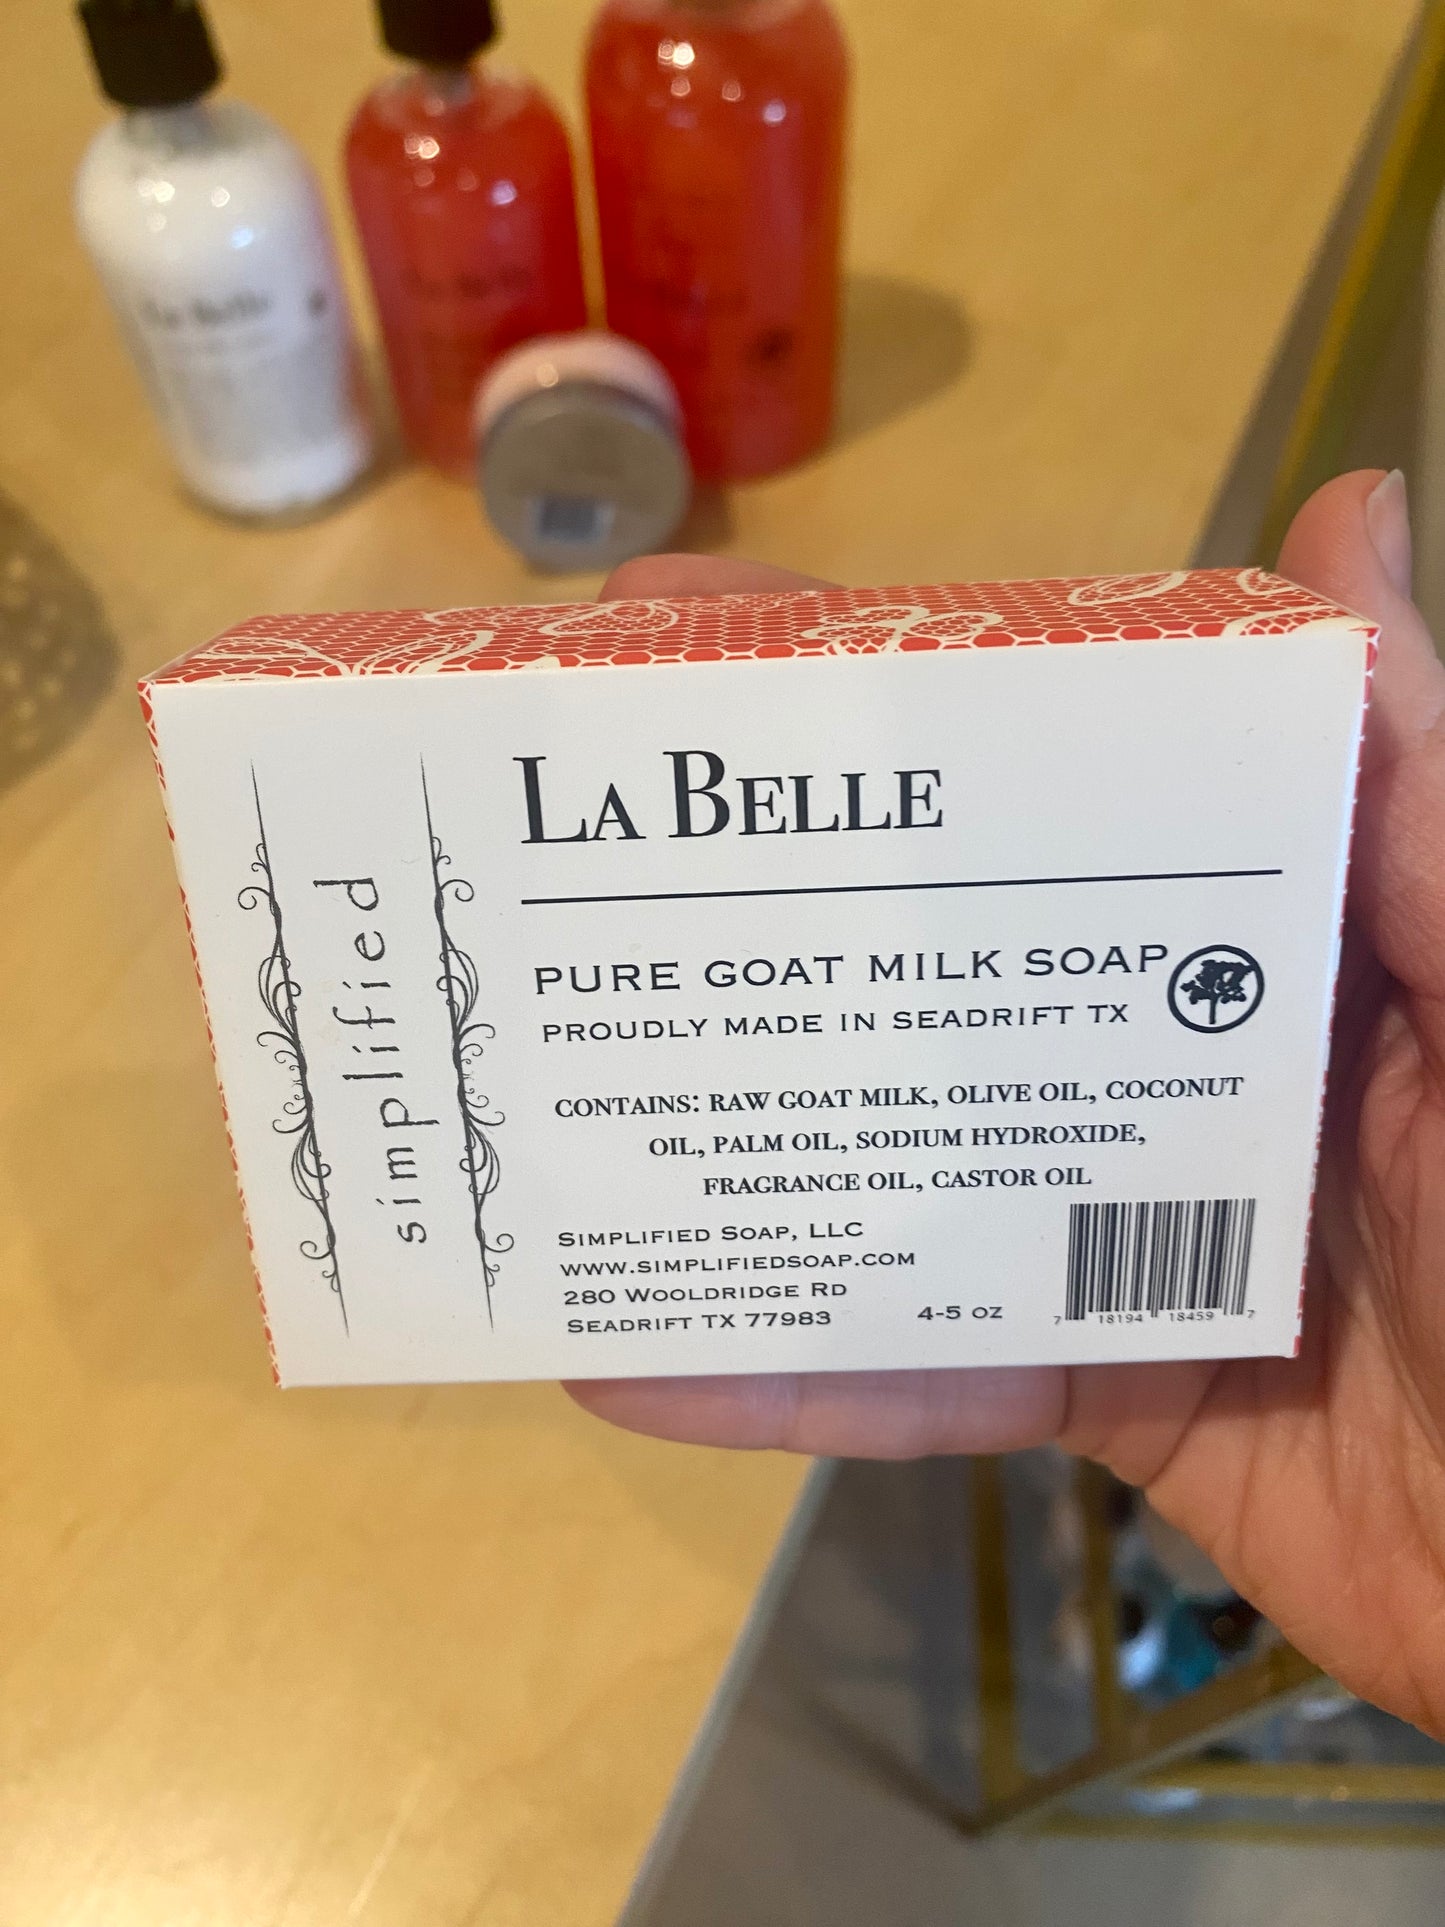 simplified
LA BELLE
PURE GOAT MILK SOAP
PROUDLY MADE IN SEADRIFT TX
CONTAINS: RAW GOAT MILK, OLIVE OIL, COCONUT
OIL, PALM OIL, SODIUM HYDROXIDE,
FRAGRANCE OIL, CASTOR OIL
SIMPLIFIED SOAP, LLC
WWW.SIMPLIFIEDSOAP.COM
280 WOOLDRIDGE RD
SEADRIFT TX 77983
4-5 OZ
7 18194 18459 7
La Belle